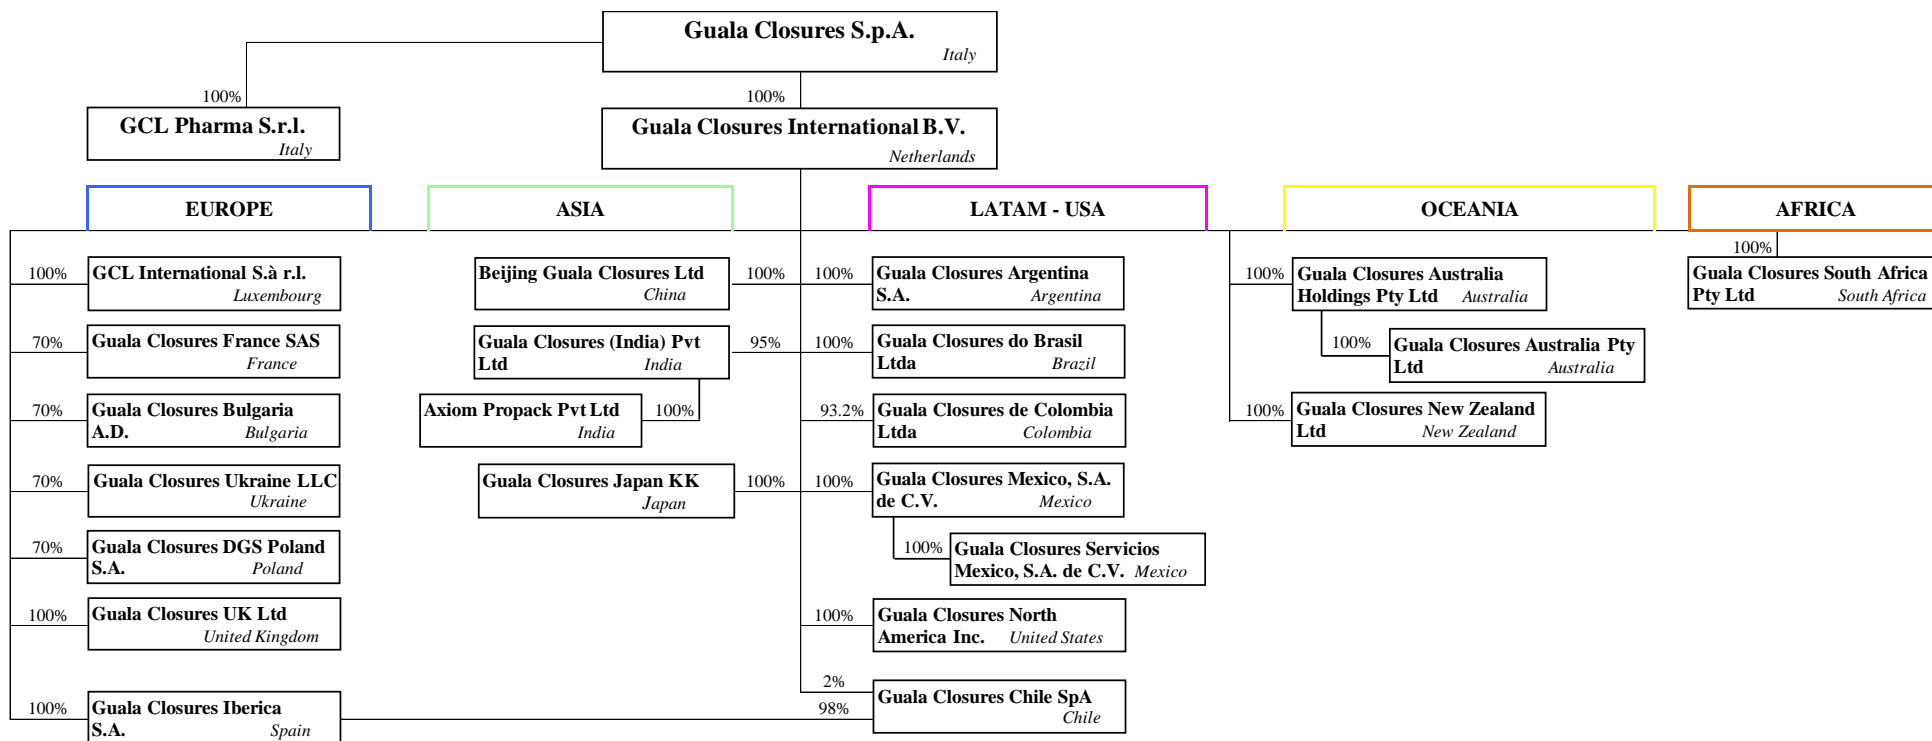 Guala Closures S.p.A.
Italy
100%
100%
GCL Pharma S.r.l.
Italy
Guala Closures International B.V.
Netherlands
EUROPE
ASIA
LATAM - USA
OCEANIA
AFRICA
100%
GCL International S.à r.l.
Luxembourg
70%
Guala Closures France SAS
France
70%
Guala Closures Bulgaria
A.D. Bulgaria
70%
Guala Closures Ukraine LLC
Ukraine
70%
Guala Closures DGS Poland
S.A. Poland
100%
Guala Closures UK Ltd
United Kingdom
100%
Guala Closures Iberica
S.A. Spain
Beijing Guala Closures Ltd
China
100%
Guala Closures (India) Pvt
Ltd India
95%
Axiom Propack Pvt Ltd
India
100%
Guala Closures Japan KK
Japan
100%
100%
Guala Closures Argentina
S.A. Argentina
100%
Guala Closures do Brasil
Ltda Brazil
93.2%
Guala Closures de Colombia
Ltda Colombia
100%
Guala Closures Mexico, S.A.
de C.V. Mexico
100%
Guala Closures Servicios
Mexico, S.A. de C.V. Mexico
100%
Guala Closures North
America Inc. United States
2%
98%
Guala Closures Chile SpA
Chile
100%
Guala Closures Australia
Holdings Pty Ltd Australia
100%
Guala Closures Australia Pty
Ltd Australia
100%
Guala Closures New Zealand
Ltd New Zealand
100%
Guala Closures South Africa
Pty Ltd South Africa